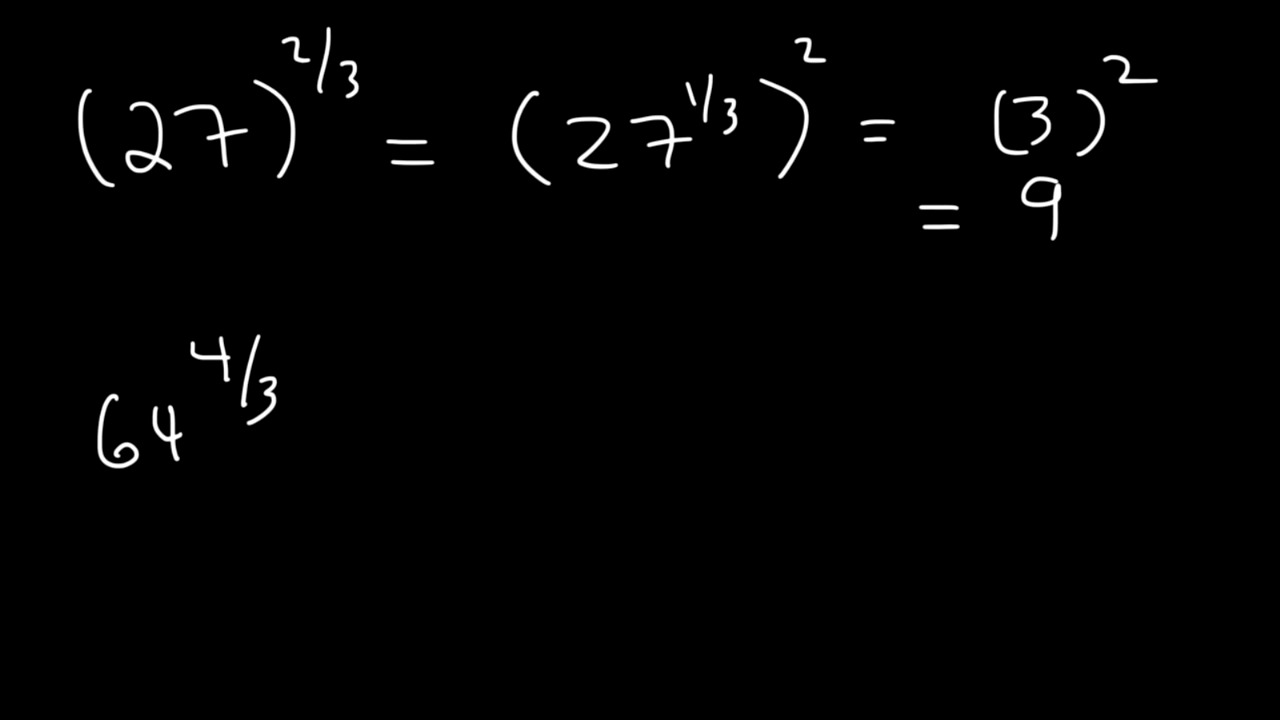 (27)^{2/3} = (27^{1/3})^2 = (3)^2
= 9
64^{4/3}